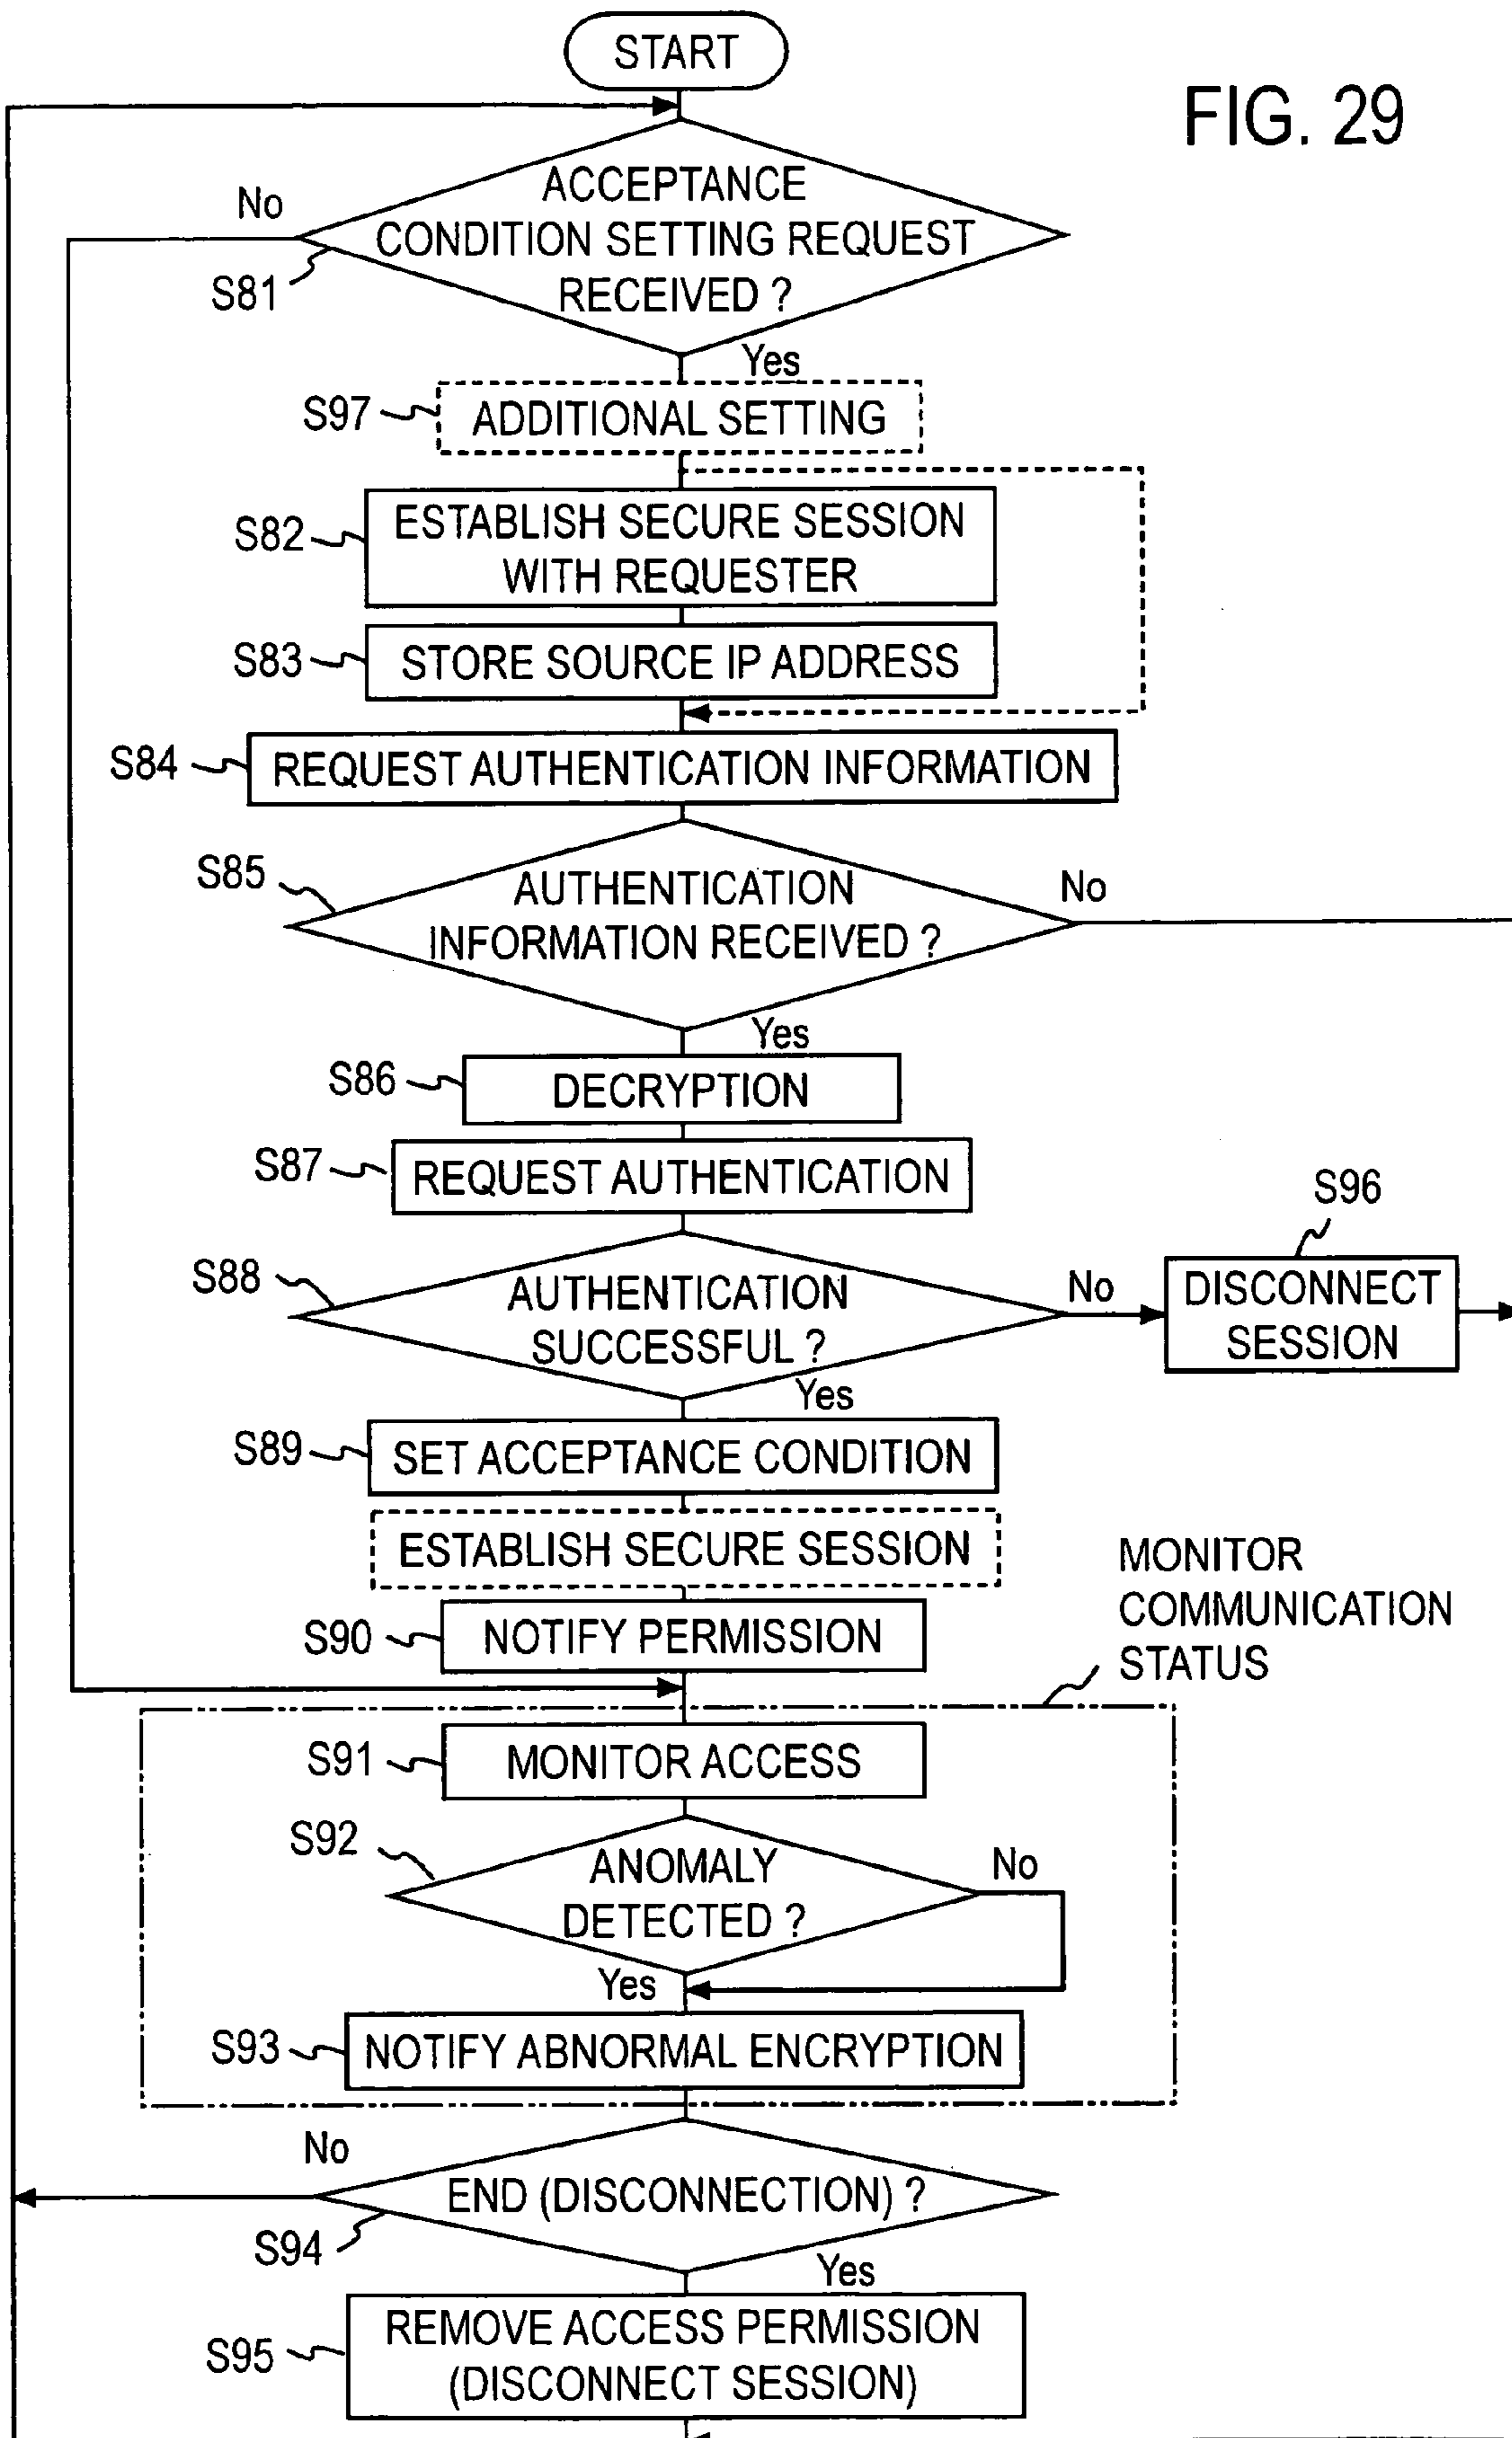 START
FIG. 29
ACCEPTANCE
CONDITION SETTING REQUEST
RECEIVED ?
No
S81
Yes
S97
ADDITIONAL SETTING
S82
ESTABLISH SECURE SESSION
WITH REQUESTER
S83
STORE SOURCE IP ADDRESS
S84
REQUEST AUTHENTICATION INFORMATION
S85
AUTHENTICATION
INFORMATION RECEIVED ?
No
Yes
S86
DECRYPTION
S87
REQUEST AUTHENTICATION
S96
S88
AUTHENTICATION
SUCCESSFUL ?
No
DISCONNECT
SESSION
Yes
S89
SET ACCEPTANCE CONDITION
ESTABLISH SECURE SESSION
MONITOR
COMMUNICATION
STATUS
S90
NOTIFY PERMISSION
S91
MONITOR ACCESS
S92
ANOMALY
DETECTED ?
No
Yes
S93
NOTIFY ABNORMAL ENCRYPTION
No
END (DISCONNECTION) ?
S94
Yes
S95
REMOVE ACCESS PERMISSION
(DISCONNECT SESSION)